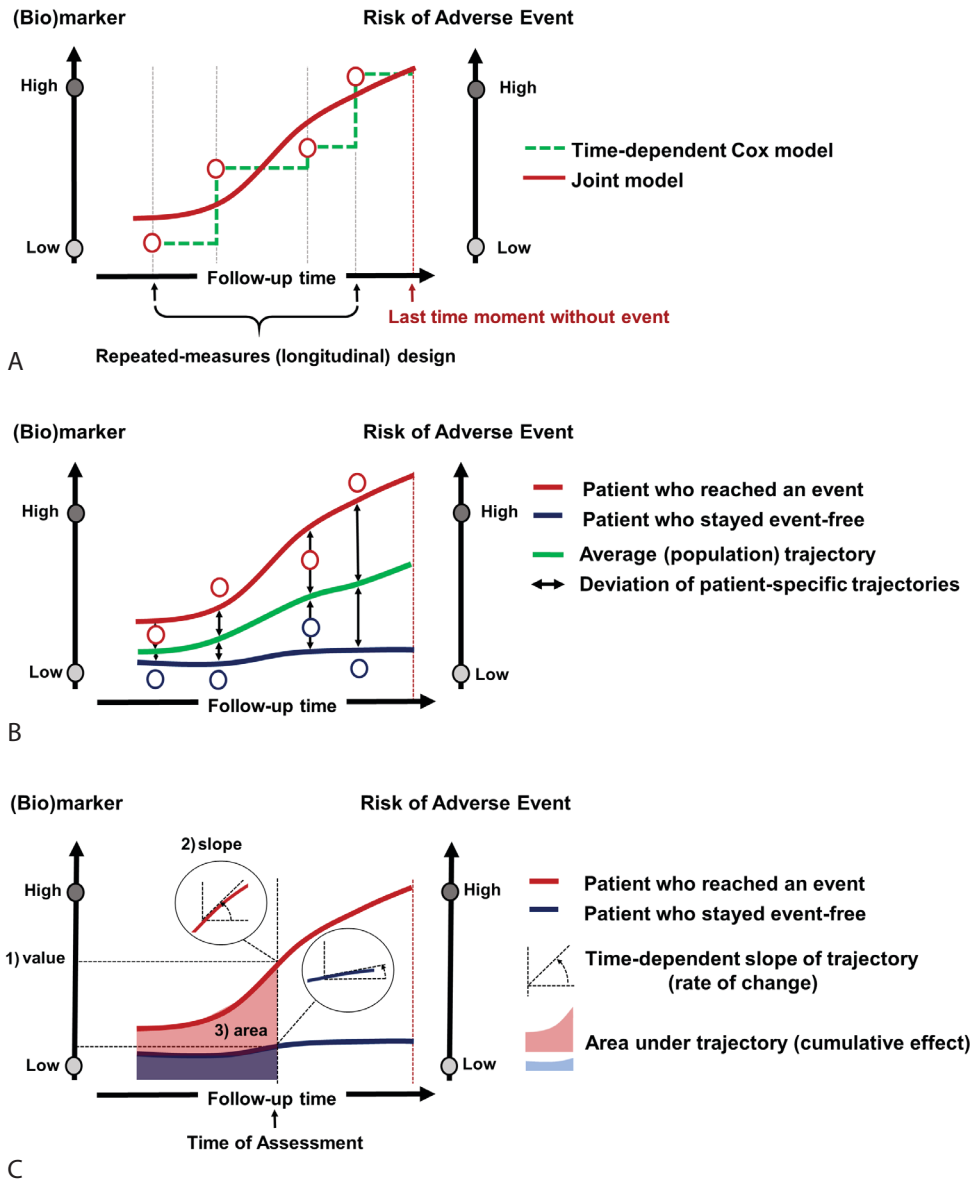 (Bio)marker
Risk of Adverse Event
High
High
Time-dependent Cox model
Joint model
Low
Low
Follow-up time
Last time moment without event
Repeated-measures (longitudinal) design
A
(Bio)marker
Risk of Adverse Event
High
High
Patient who reached an event
Patient who stayed event-free
Average (population) trajectory
Deviation of patient-specific trajectories
Low
Low
Follow-up time
B
(Bio)marker
Risk of Adverse Event
2) slope
High
High
Patient who reached an event
Patient who stayed event-free
1) value
Time-dependent slope of trajectory
(rate of change)
3) area
Area under trajectory (cumulative effect)
Low
Low
Follow-up time
Time of Assessment
C